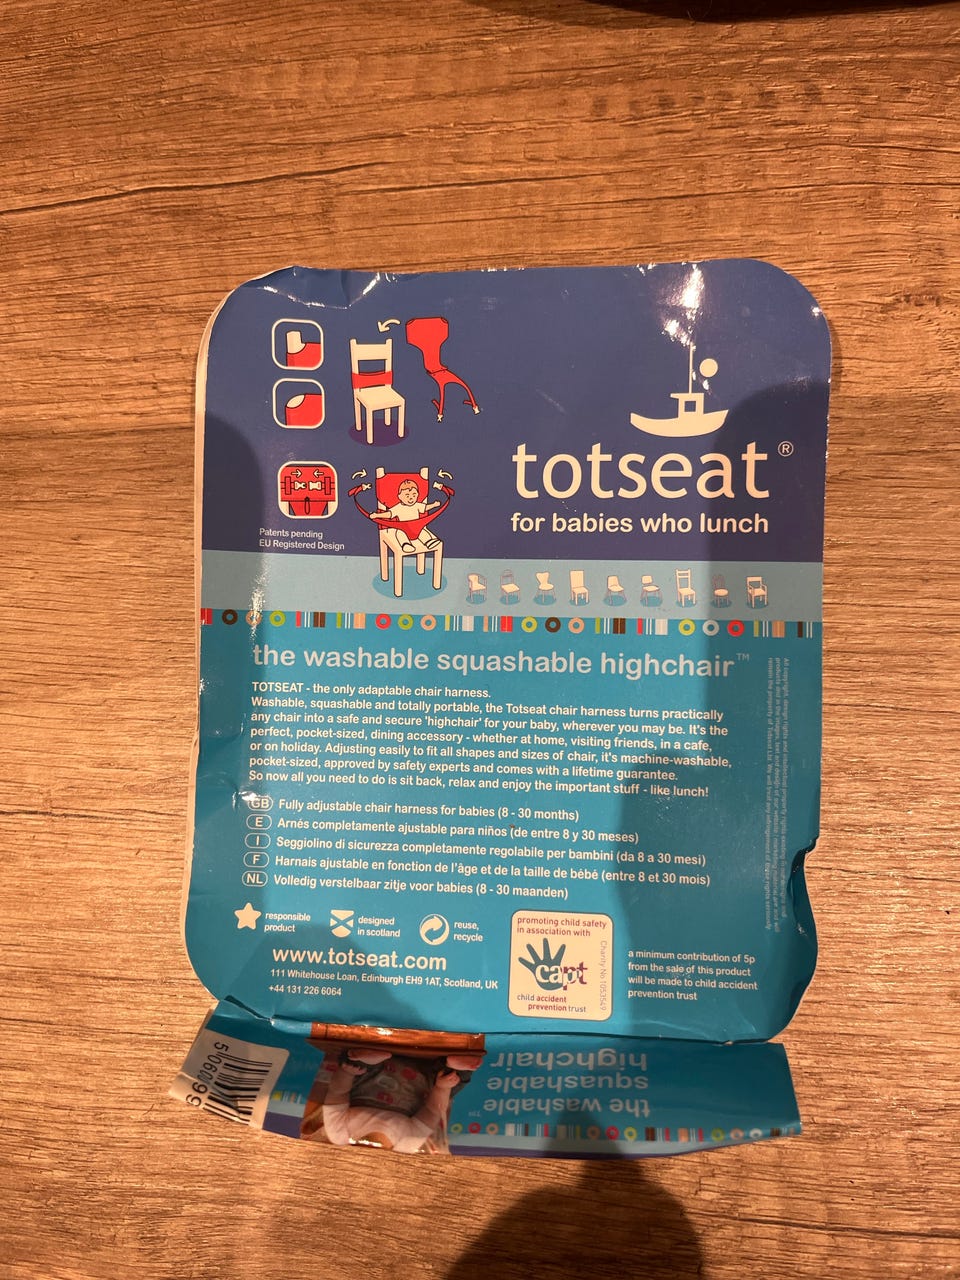 Patents pending
EU Registered Design
totseat®
for babies who lunch
the washable squashable highchair™
TOTSEAT - the only adaptable chair harness.
Washable, squashable and totally portable, the Totseat chair harness turns practically
any chair into a safe and secure 'highchair' for your baby, wherever you may be. It's the
perfect, pocket-sized, dining accessory - whether at home, visiting friends, in a cafe,
or on holiday. Adjusting easily to fit all shapes and sizes of chair, it's machine-washable,
pocket-sized, approved by safety experts and comes with a lifetime guarantee.
So now all you need to do is sit back, relax and enjoy the important stuff - like lunch!
GB Fully adjustable chair harness for babies (8 - 30 months)
E Arnés completamente ajustable para niños (de entre 8 y 30 meses)
I Seggiolino di sicurezza completamente regolabile per bambini (da 8 a 30 mesi)
F Harnais ajustable en fonction de l'âge et de la taille de bébé (entre 8 et 30 mois)
NL Volledig verstelbaar zitje voor babies (8 - 30 maanden)
responsible
product
designed
in scotland
reuse,
recycle
www.totseat.com
111 Whitehouse Loan, Edinburgh EH9 1AT, Scotland, UK
+44 131 226 6064
promoting child safety
in association with
capt
child accident
prevention trust
Charity No 1053549
a minimum contribution of 5p
from the sale of this product
will be made to child accident
prevention trust
the washable
squashable
highchair
™
5 06009